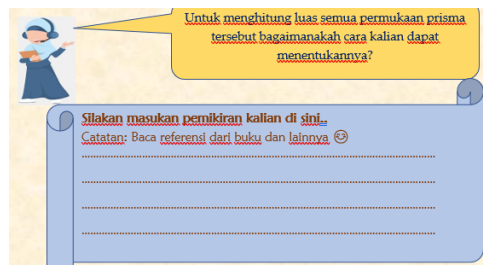 Untuk menghitung luas semua permukaan prisma
tersebut bagaimanakah cara kalian dapat
menentukannya?
Silakan masukan pemikiran kalian di sini...
Catatan: Baca referensi dari buku dan lainnya 😊